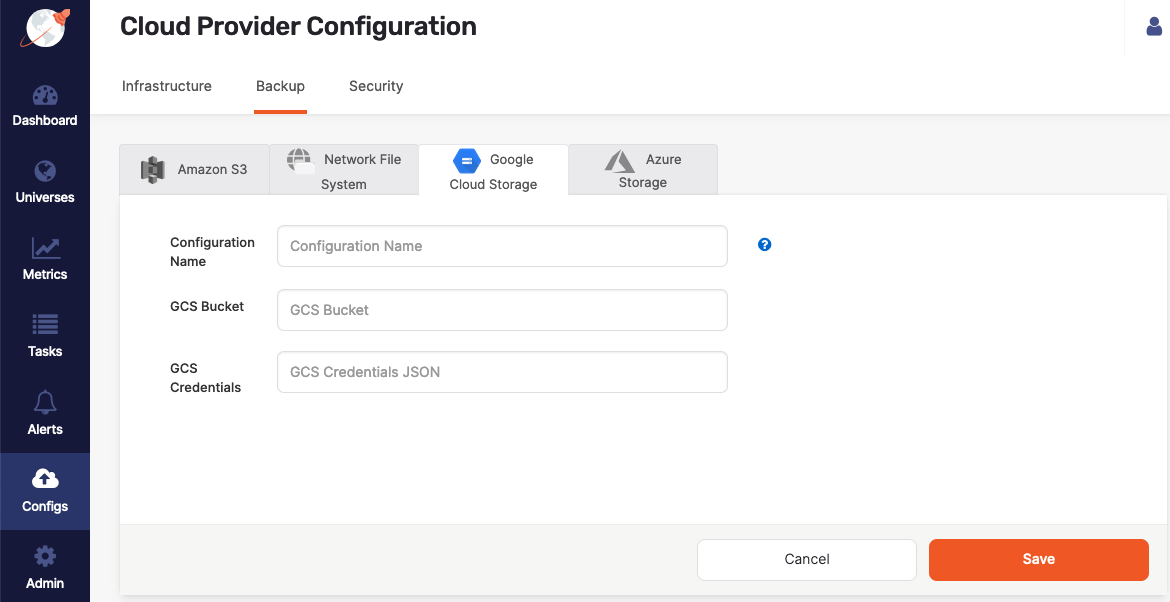 Cloud Provider Configuration
Infrastructure
Backup
Security
Dashboard
Universes
Metrics
Tasks
Alerts
Configs
Admin
Amazon S3
Network File
System
Google
Cloud Storage
Azure
Storage
Configuration
Name
Configuration Name
?
GCS Bucket
GCS Bucket
GCS
Credentials
GCS Credentials JSON
Cancel
Save